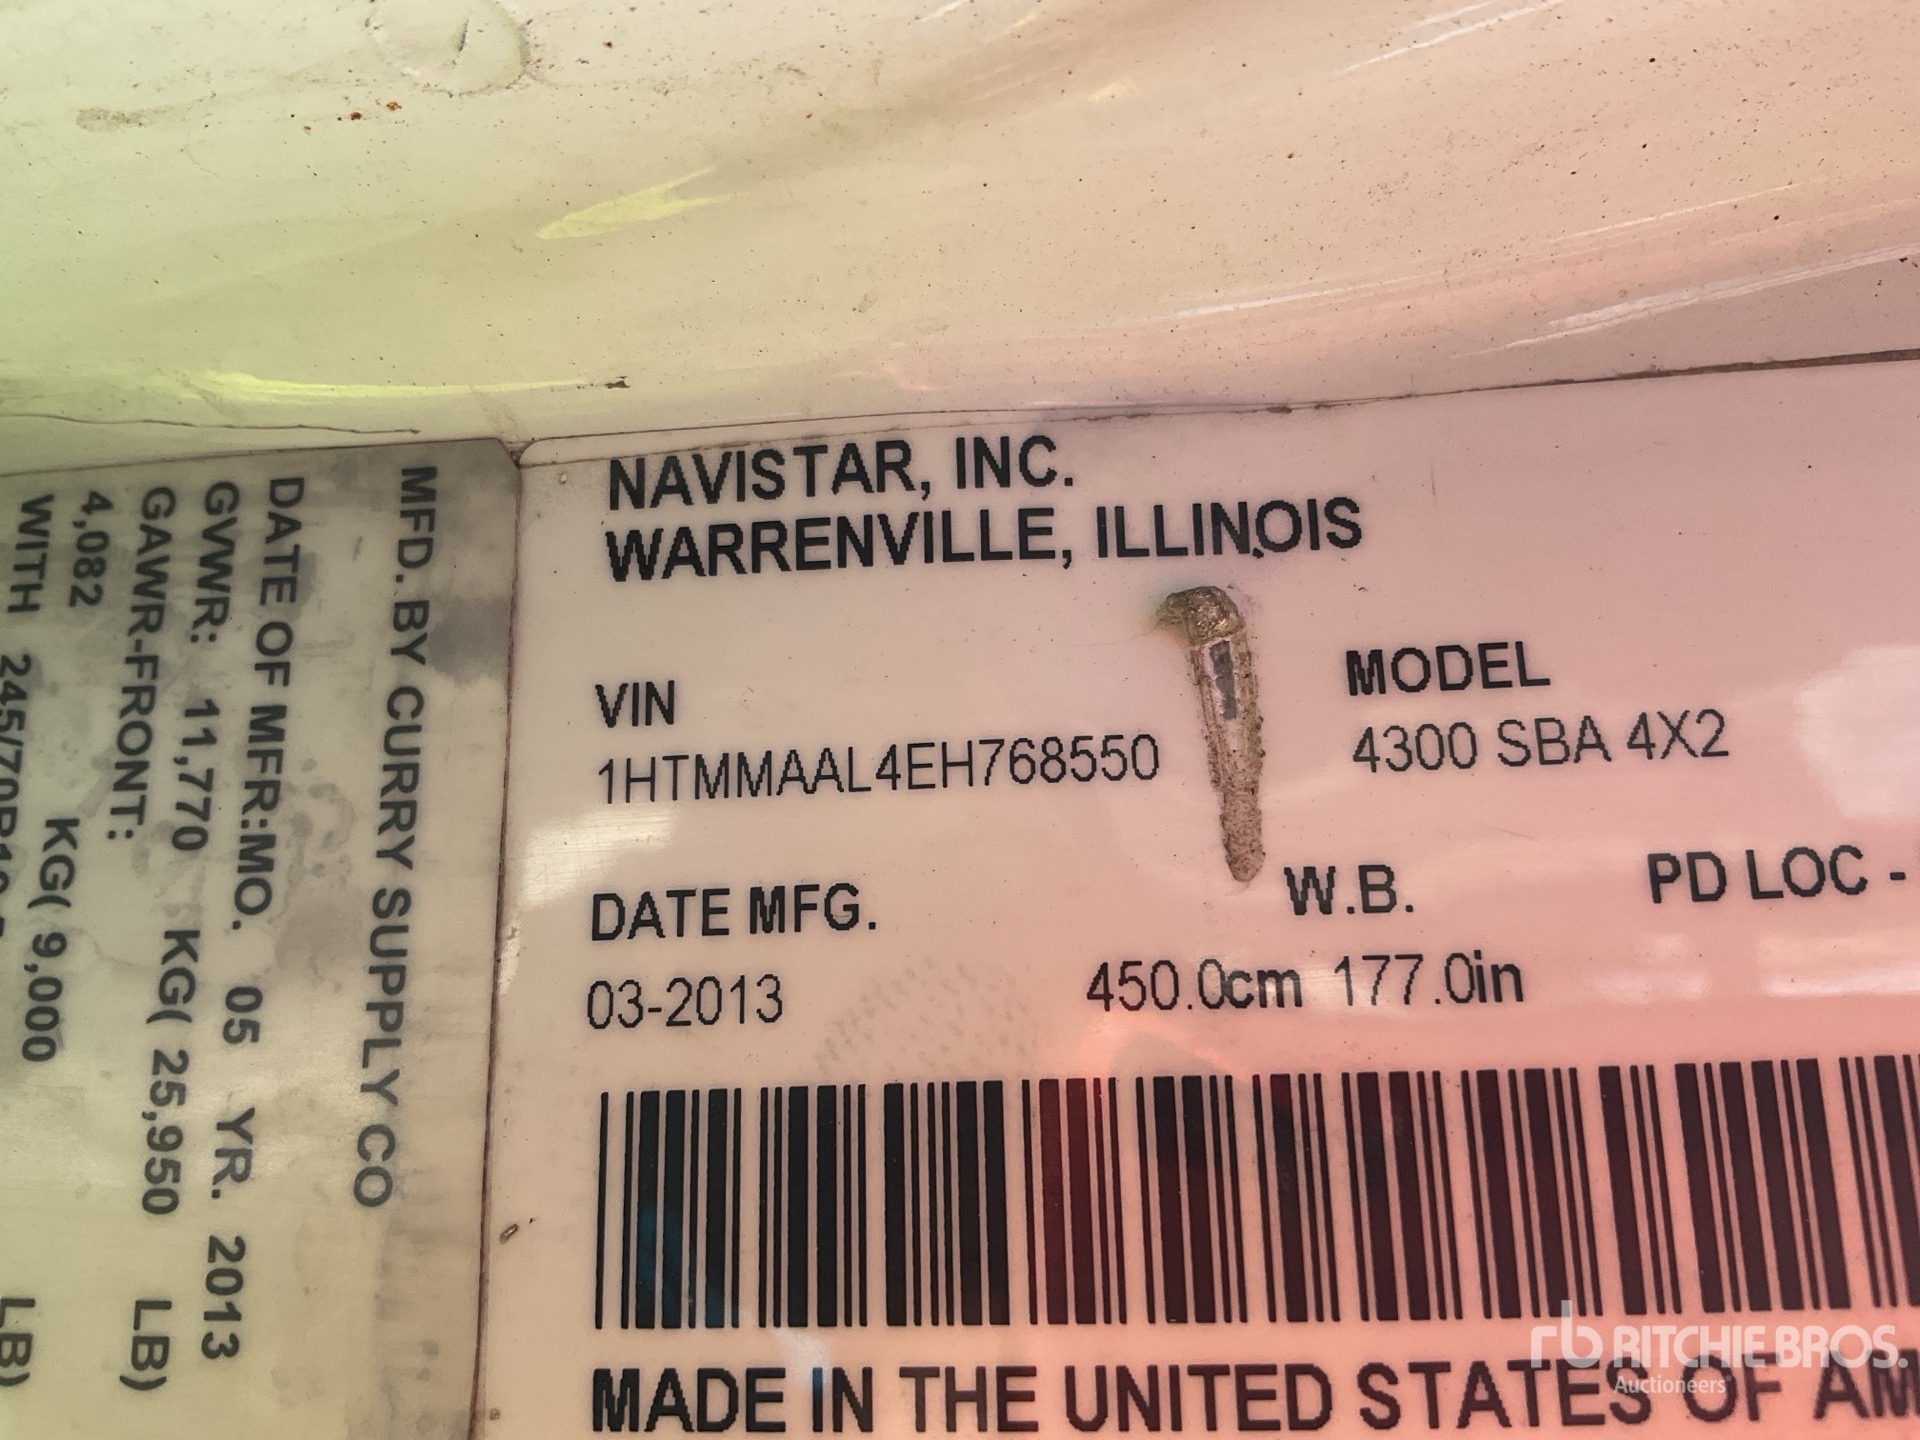 NAVISTAR, INC.
WARRENVILLE, ILLINOIS
VIN
1HTMMAAL4EH768550
MODEL
4300 SBA 4X2
DATE MFG.
03-2013
W.B.
450.0cm 177.0in
PD LOC -
MADE IN THE UNITED STATES OF AM
MFD. BY CURRY SUPPLY CO
DATE OF MFR:MO. 05 YR. 2013
GVWR: 11,770 KG( 25,950 LB)
GAWR-FRONT:
4,082 KG( 9,000 LB)
WITH
rb RITCHIE BROS.
Auctioneers